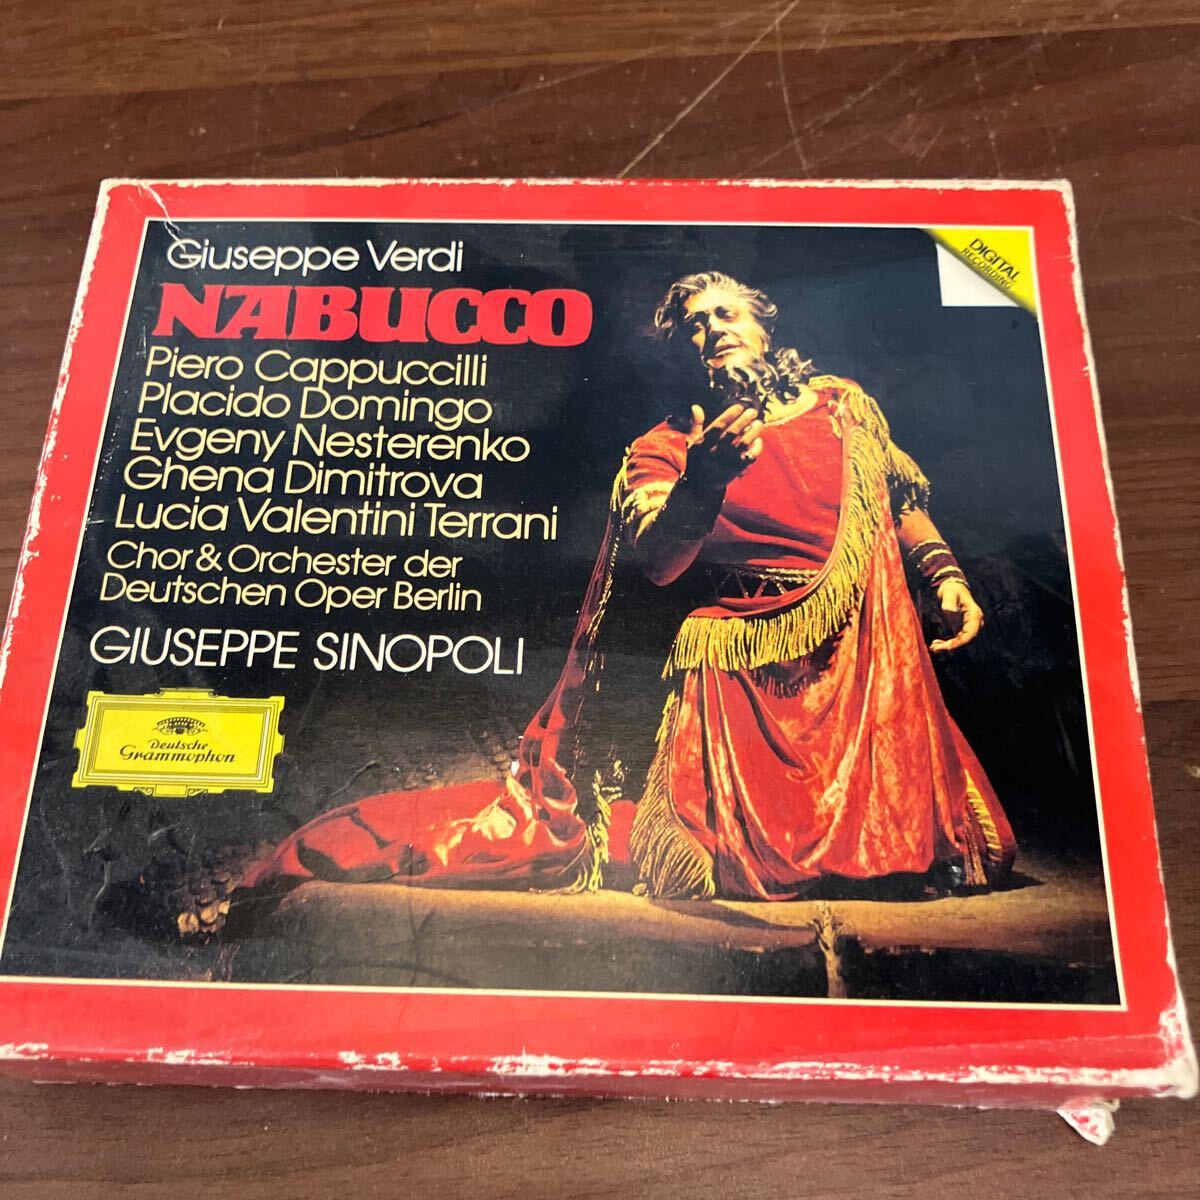 Giuseppe Verdi
NABUCCO
Piero Cappuccilli
Placido Domingo
Evgeny Nesterenko
Ghena Dimitrova
Lucia Valentini Terrani
Chor & Orchester der
Deutschen Oper Berlin
GIUSEPPE SINOPOLI
Deutsche
Grammophon
DIGITAL
RECORDING